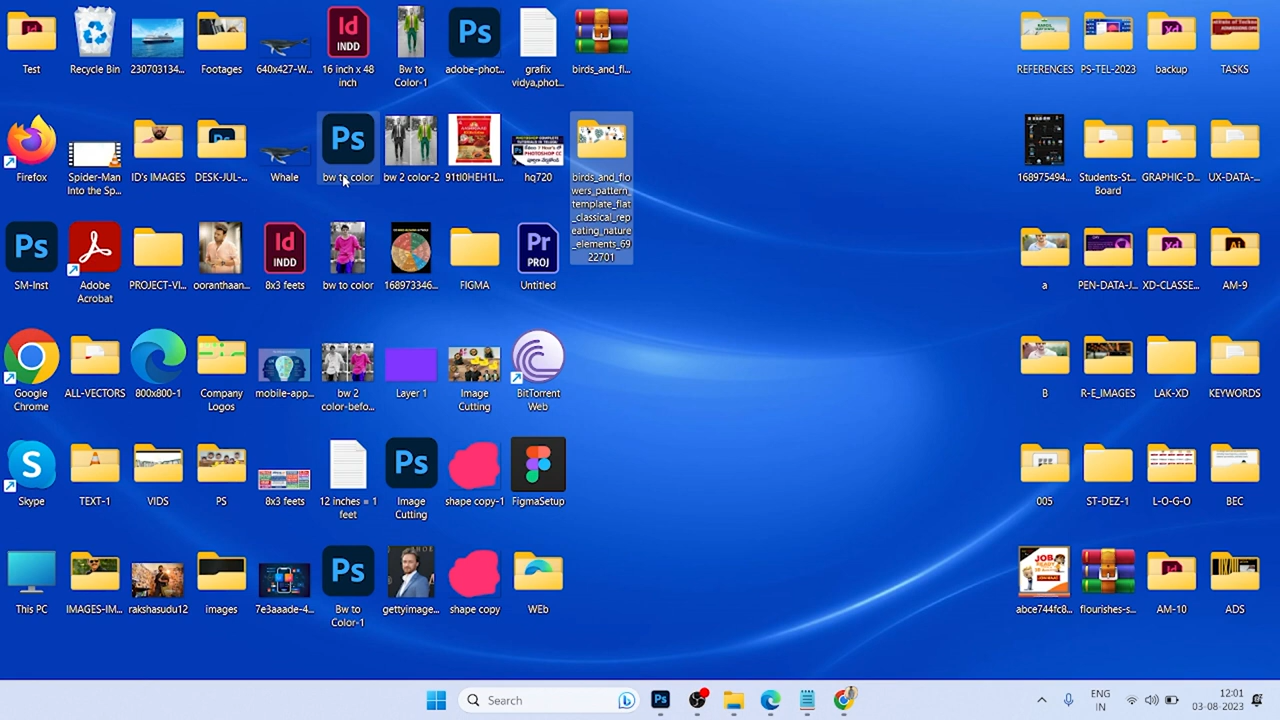 Test
Recycle Bin
230703134...
Footages
640x427-W...
16 inch x 48
inch
Bw to
Color-1
adobe-phot...
grafix
vidya,phot...
birds_and_fl...
REFERENCES
PS-TEL-2023
backup
TASKS
Firefox
Spider-Man
Into the Sp...
ID's IMAGES
DESK-JUL-...
Whale
bw to color
bw 2 color-2
91tI0HEH1L...
hq720
birds_and_flo
wers_pattern_
template_flat
_classical_rep
eating_nature
_elements_69
22701
168975494...
Students-St...
Board
GRAPHIC-D...
UX-DATA-...
SM-Inst
Adobe
Acrobat
PROJECT-VI...
ooranthaan...
8x3 feets
bw to color
168973346...
FIGMA
Untitled
a
PEN-DATA-J...
XD-CLASSE...
AM-9
Google
Chrome
ALL-VECTORS
800x800-1
Company
Logos
mobile-app...
bw 2
color-befo...
Layer 1
Image
Cutting
BitTorrent
Web
B
R-E_IMAGES
LAK-XD
KEYWORDS
Skype
TEXT-1
VIDS
PS
8x3 feets
12 inches = 1
feet
Image
Cutting
shape copy-1
FigmaSetup
005
ST-DEZ-1
L-O-G-O
BEC
This PC
IMAGES-IM...
rakshasudu12
images
7e3aaade-4...
Bw to
Color-1
gettyimage...
shape copy
WEb
abce744fc8...
flourishes-s...
AM-10
ADS
Search
ENG
IN
12:01
03-08-2023